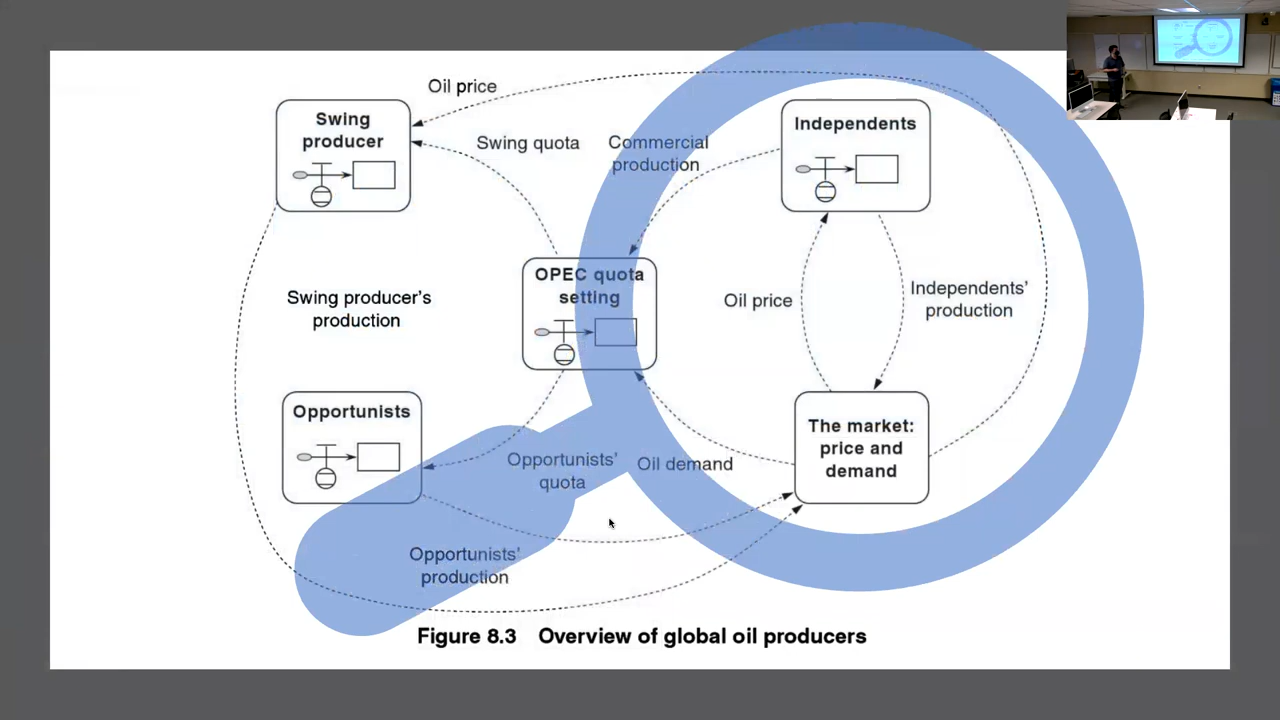 Oil price
Swing
producer
Swing quota
Commercial
production
Independents
OPEC quota
setting
Swing producer's
production
Oil price
Independents'
production
Opportunists
The market:
price and
demand
Opportunists'
quota
Oil demand
Opportunists'
production
Figure 8.3 Overview of global oil producers